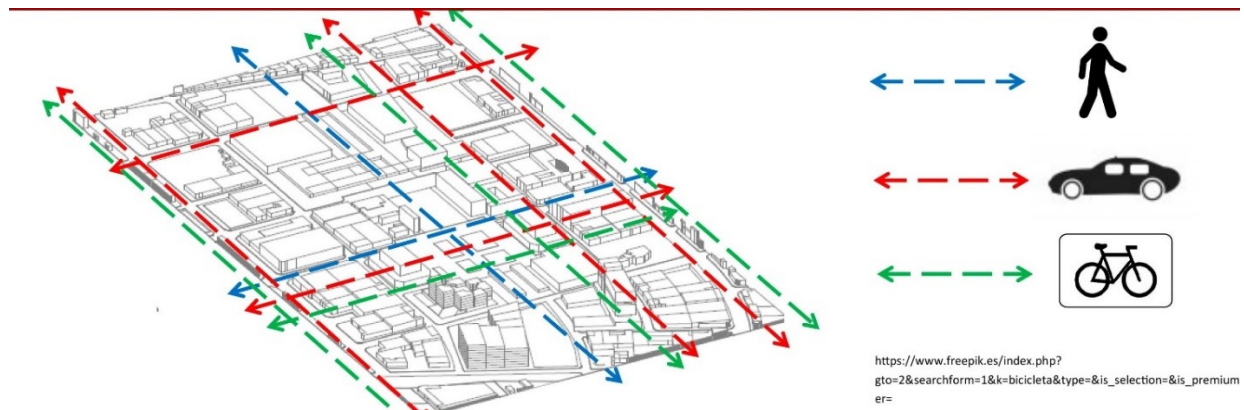 https://www.freepik.es/index.php?
gto=2&searchform=1&k=bicicleta&type=&is_selection=&is_premium
er=